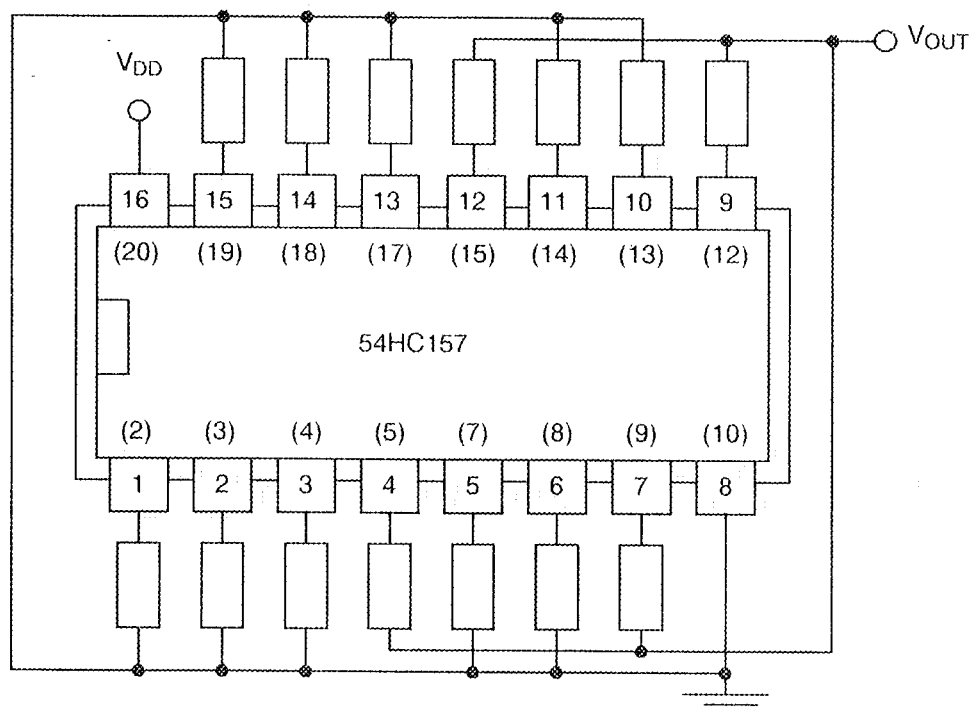 V_OUT
V_DD
16 15 14 13 12 11 10 9
(20) (19) (18) (17) (15) (14) (13) (12)
54HC157
(2) (3) (4) (5) (7) (8) (9) (10)
1 2 3 4 5 6 7 8